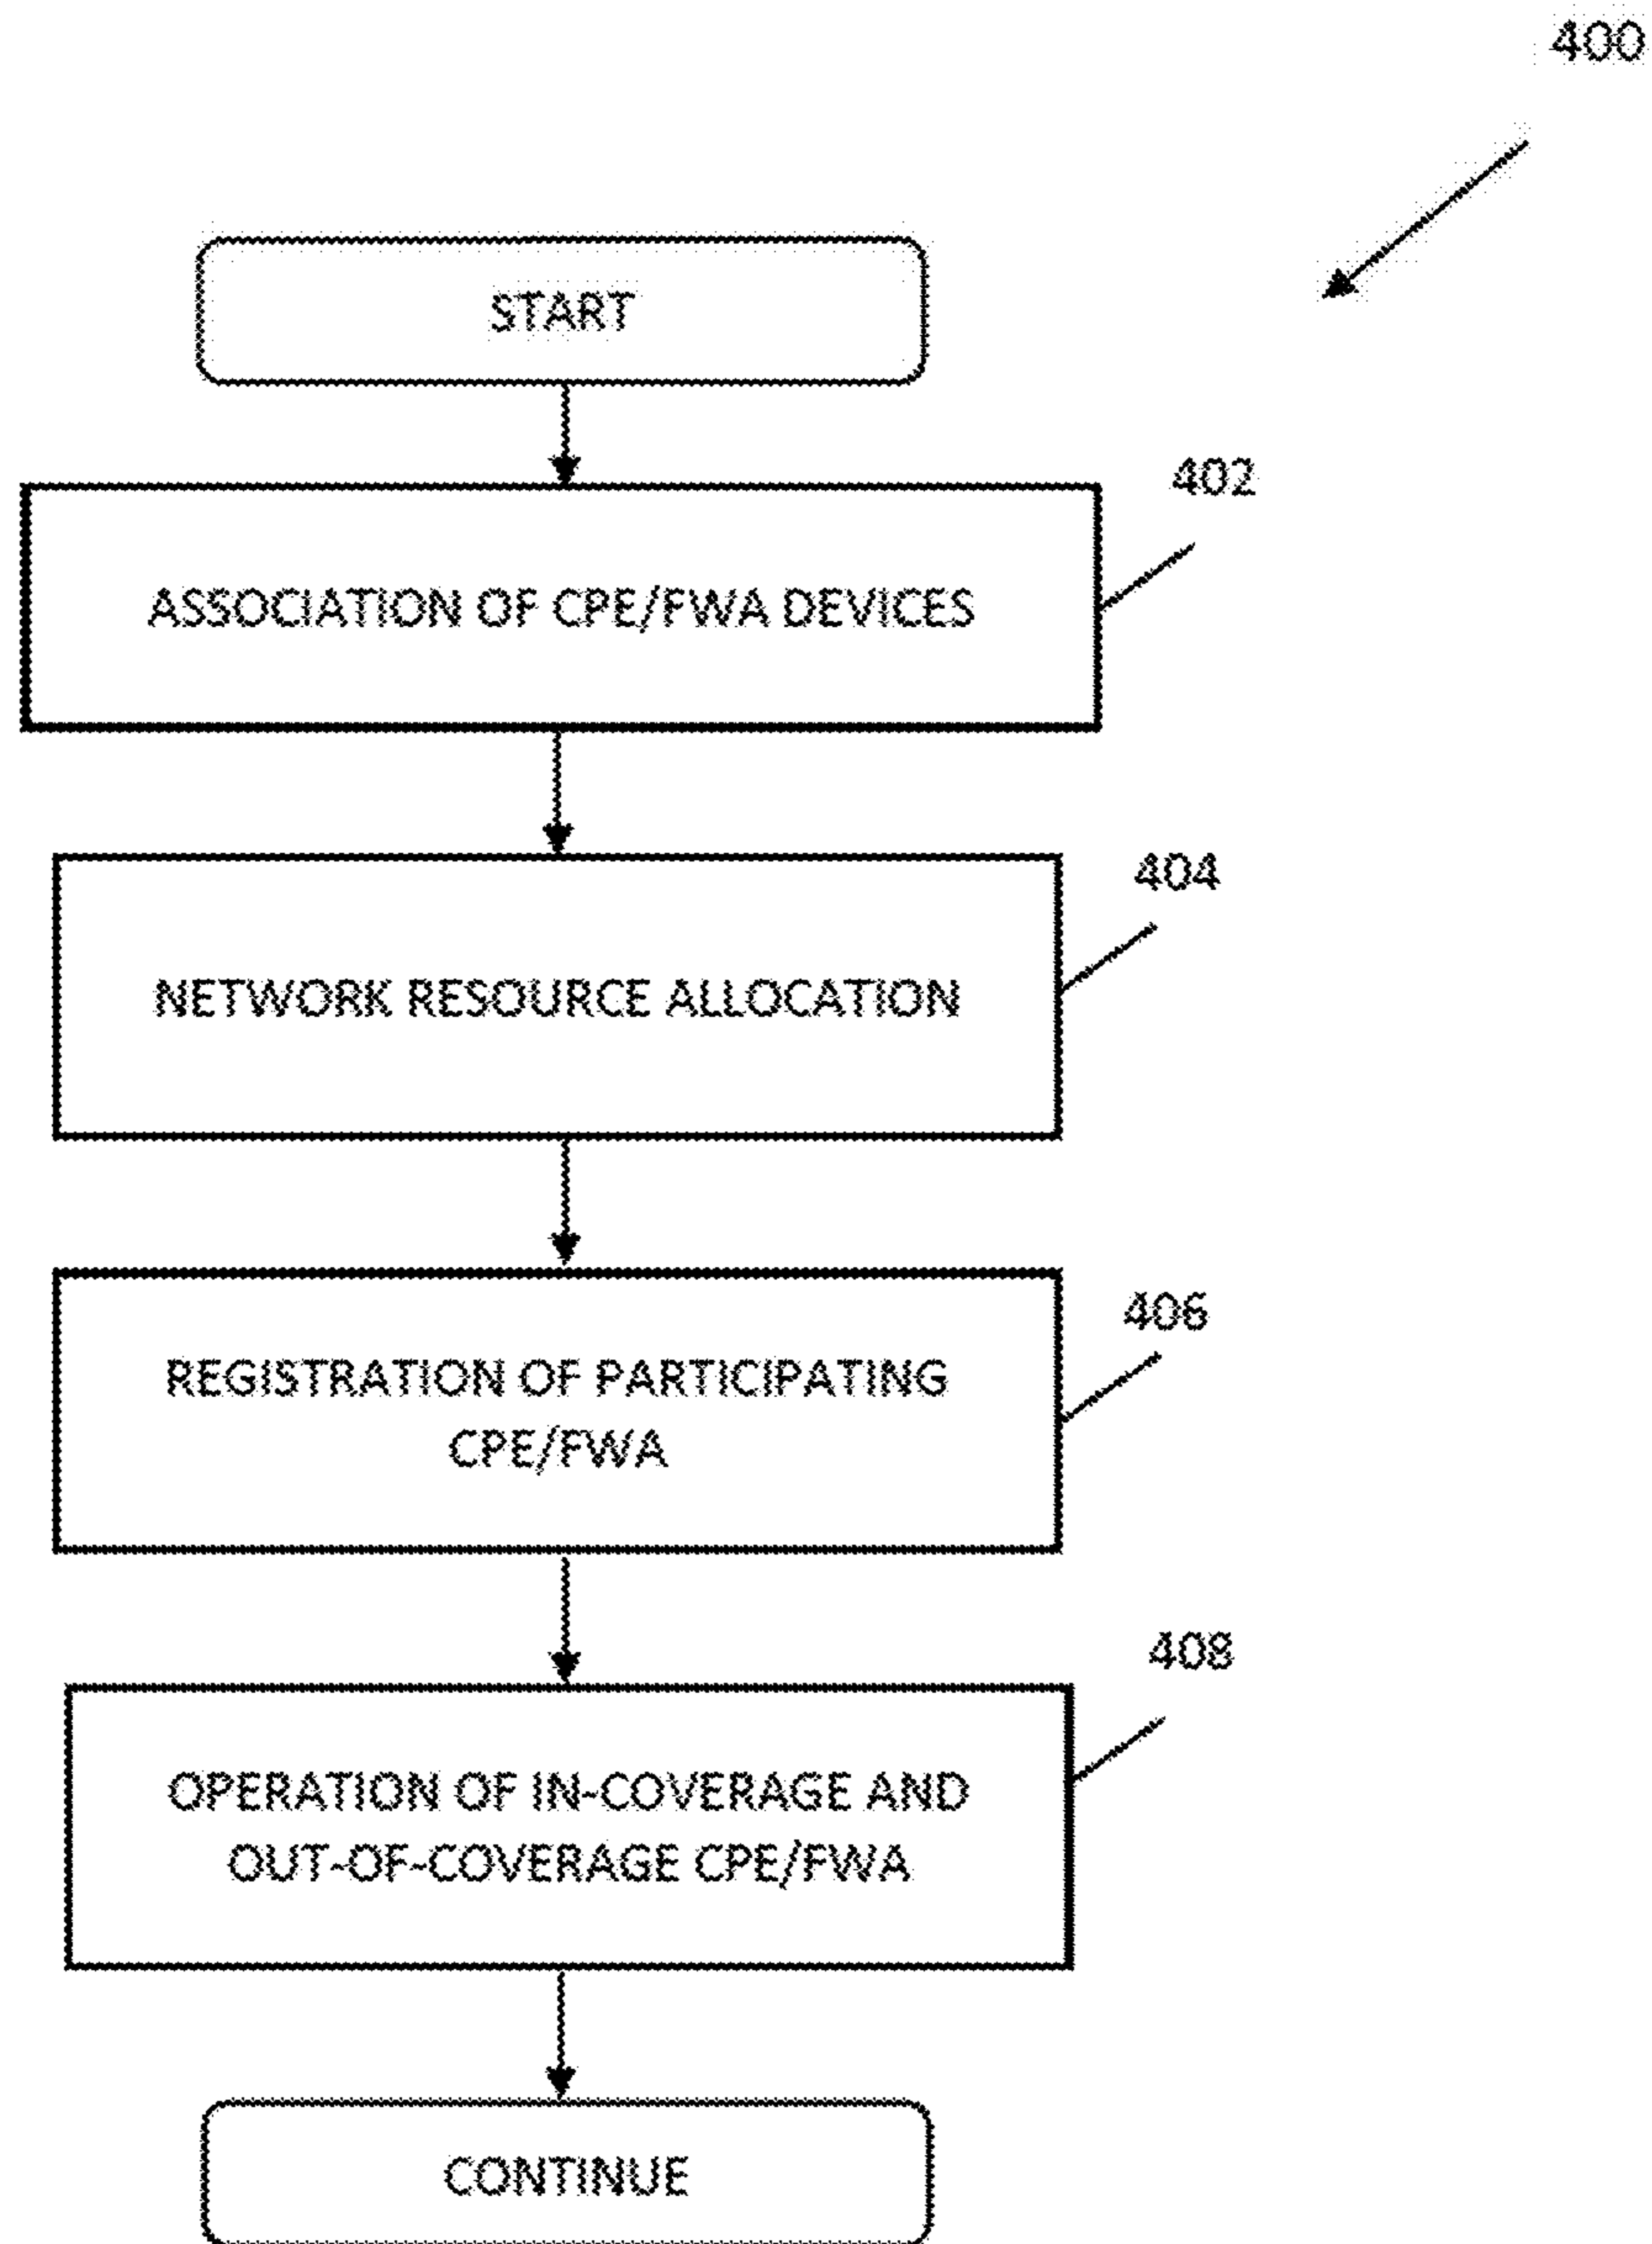 400
START
402
ASSOCIATION OF CPE/FWA DEVICES
404
NETWORK RESOURCE ALLOCATION
406
REGISTRATION OF PARTICIPATING
CPE/FWA
408
OPERATION OF IN-COVERAGE AND
OUT-OF-COVERAGE CPE/FWA
CONTINUE